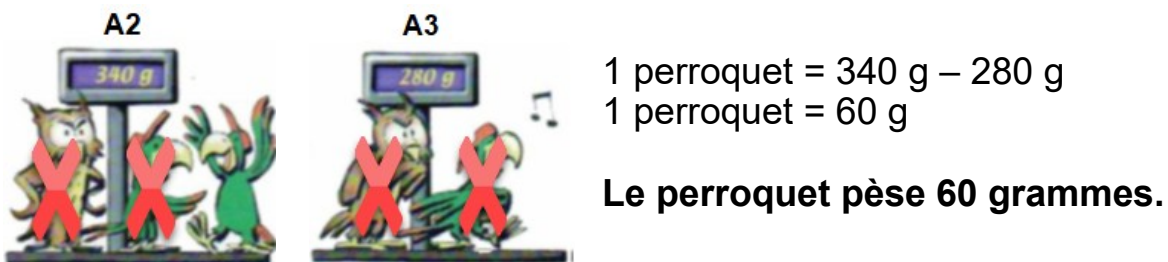 A2
A3
340 g
280 g
1 perroquet = 340 g – 280 g
1 perroquet = 60 g
Le perroquet pèse 60 grammes.